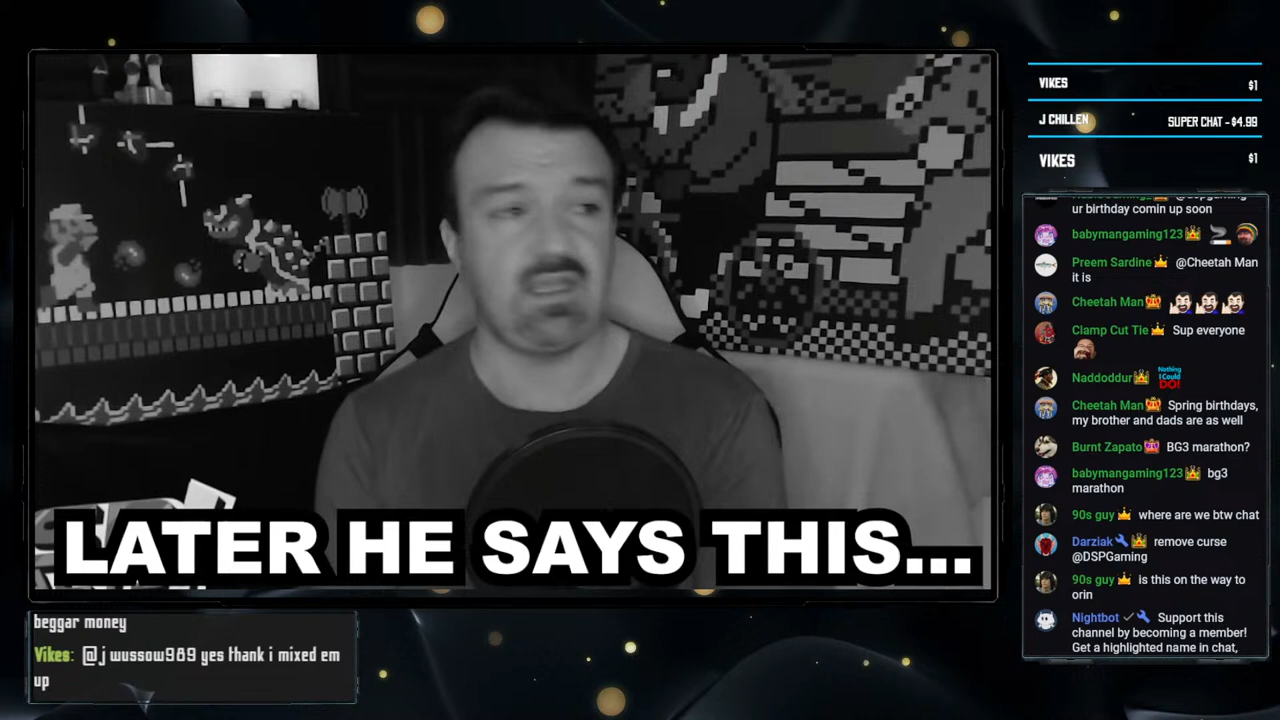 LATER HE SAYS THIS...
beggar money
Vikes: @j wussow989 yes thank i mixed em
up
VIKES $1
J CHILLEN SUPER CHAT - $4.99
VIKES $1
ur birthday comin up soon
babymangaming123
Preem Sardine @Cheetah Man
it is
Cheetah Man
Clamp Cut Tie Sup everyone
Naddoddur Nothing
I Could
DO!
Cheetah Man Spring birthdays,
my brother and dads are as well
Burnt Zapato BG3 marathon?
babymangaming123 bg3
marathon
90s guy where are we btw chat
Darziak remove curse
@DSPGaming
90s guy is this on the way to
orin
Nightbot Support this
channel by becoming a member!
Get a highlighted name in chat,